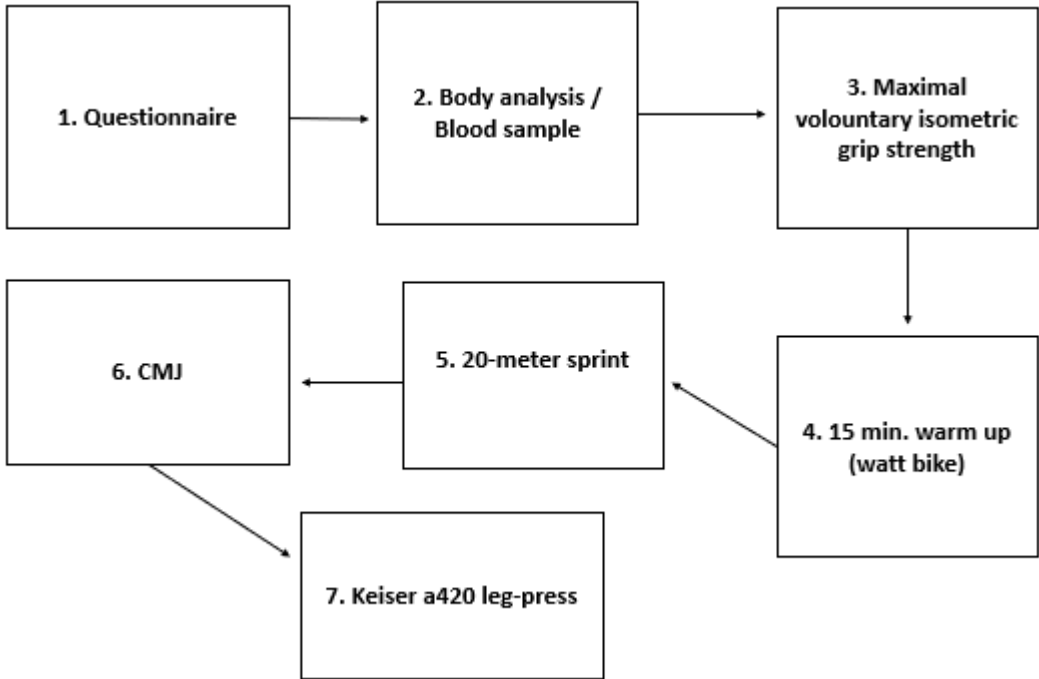 1. Questionnaire
2. Body analysis /
Blood sample
3. Maximal
volountary isometric
grip strength
4. 15 min. warm up
(watt bike)
5. 20-meter sprint
6. CMJ
7. Keiser a420 leg-press